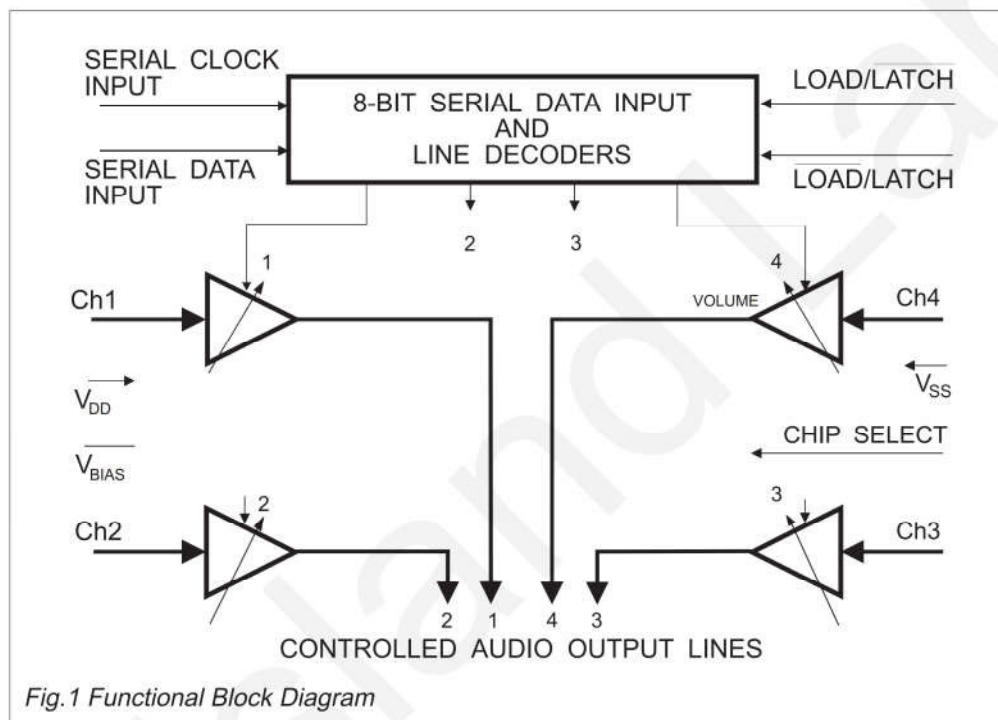 SERIAL CLOCK
INPUT
8-BIT SERIAL DATA INPUT
AND
LINE DECODERS
LOAD/LATCH
SERIAL DATA
INPUT
LOAD/LATCH
2
3
1
4
Ch1
VOLUME
Ch4
VDD
VSS
VBIAS
CHIP SELECT
2
3
Ch2
Ch3
2 1 4 3
CONTROLLED AUDIO OUTPUT LINES
Fig.1 Functional Block Diagram